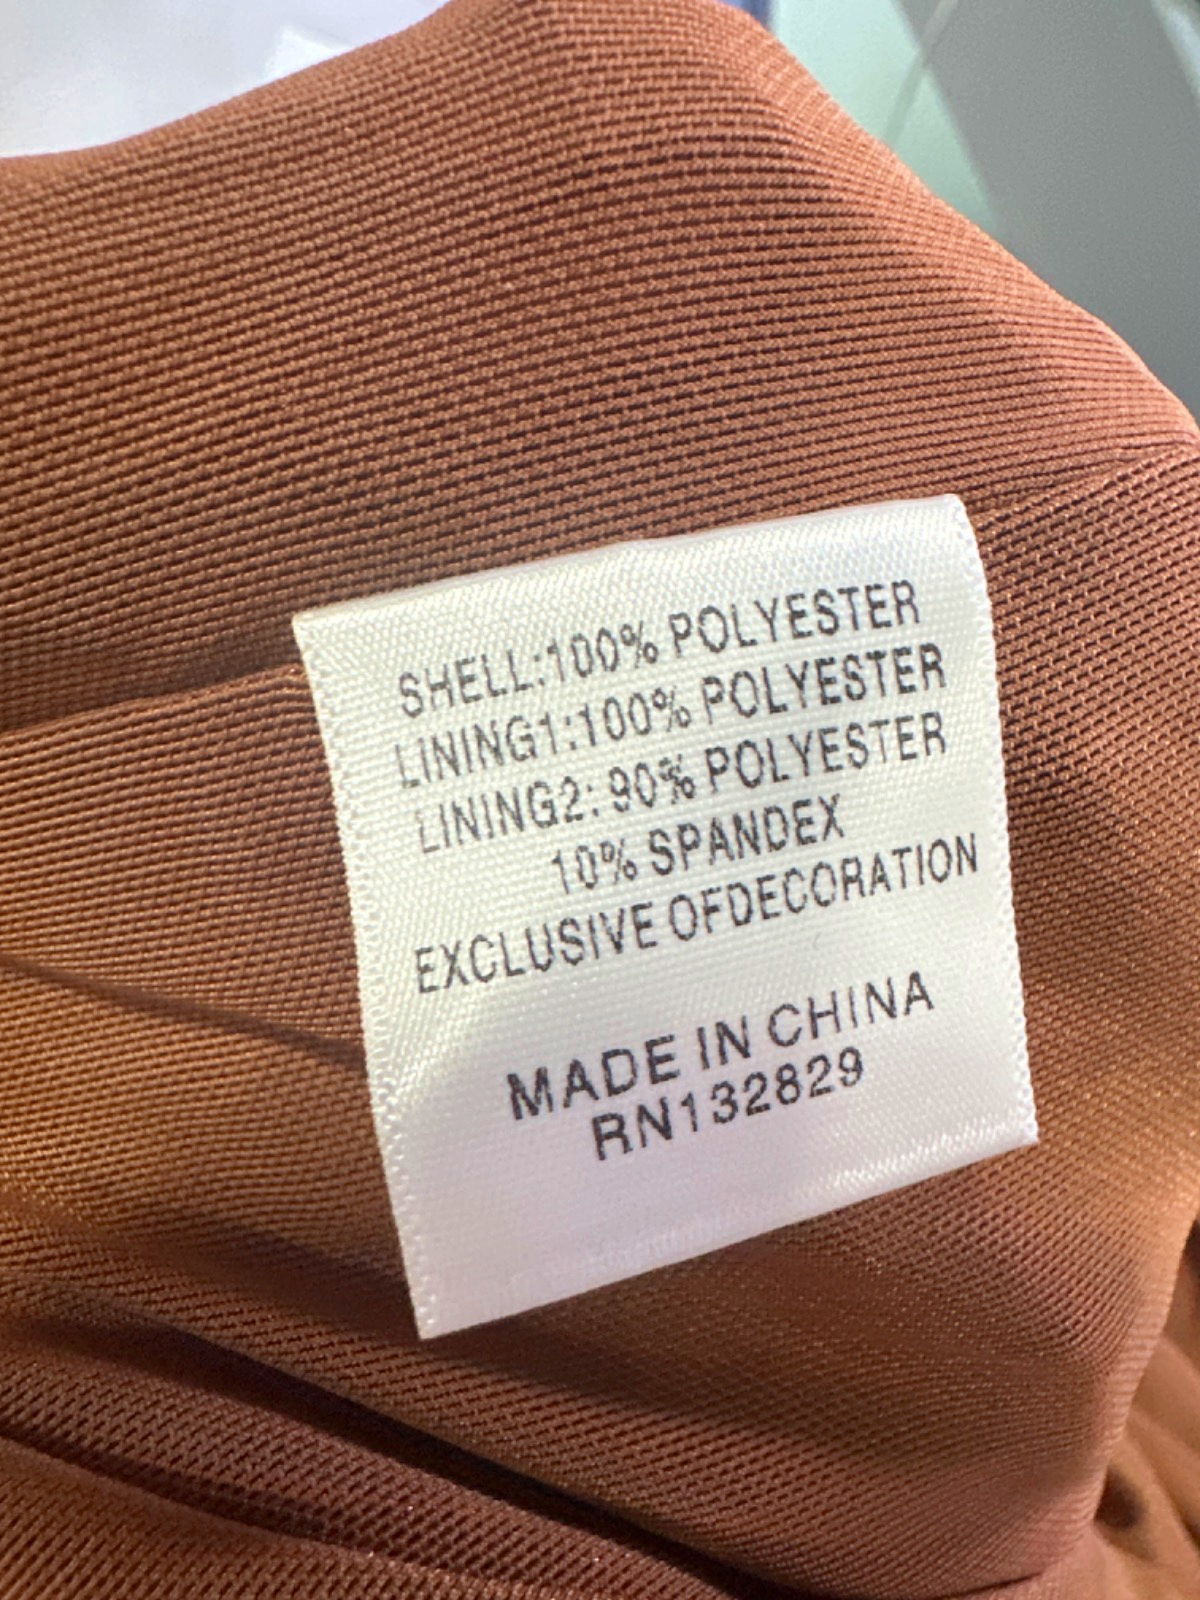 SHELL:100% POLYESTER
LINING1:100% POLYESTER
LINING2: 90% POLYESTER
10% SPANDEX
EXCLUSIVE OFDECORATION
MADE IN CHINA
RN132829